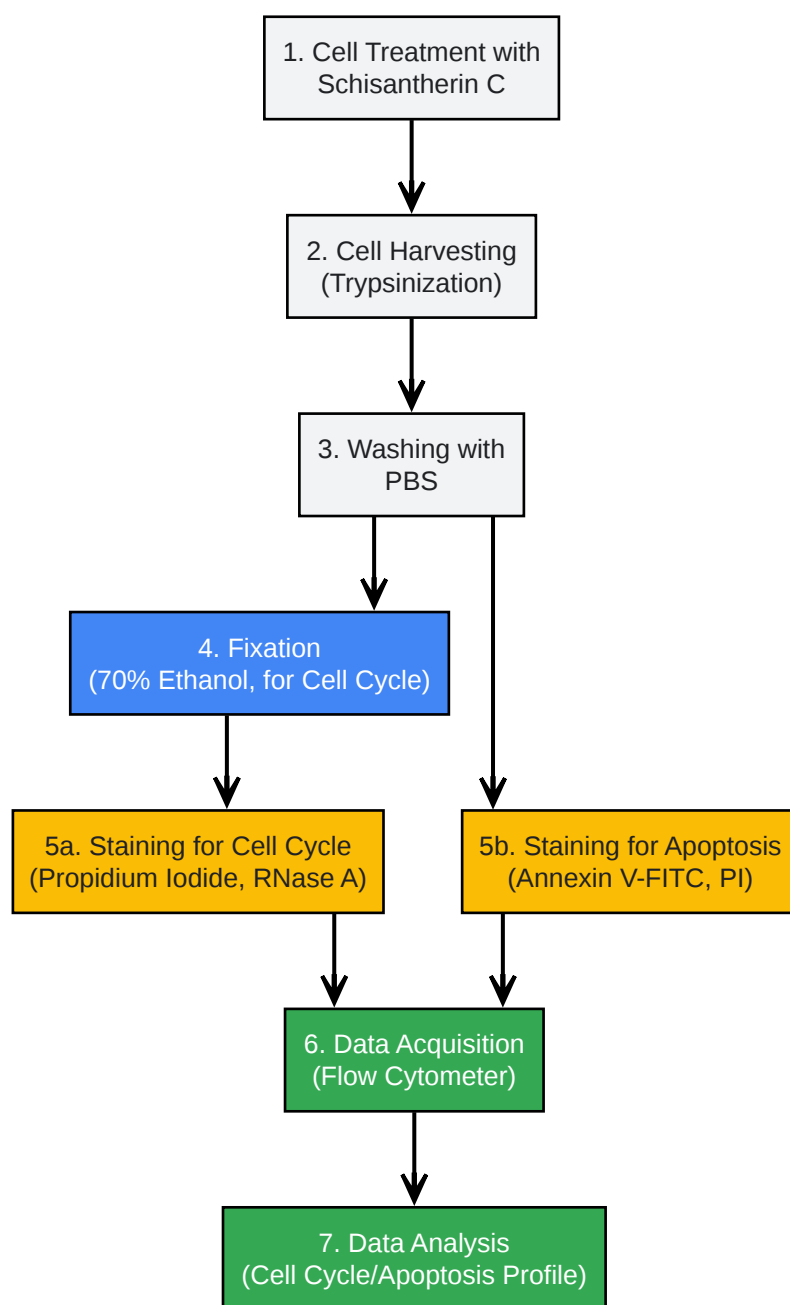 1. Cell Treatment with
Schisantherin C
2. Cell Harvesting
(Trypsinization)
3. Washing with
PBS
4. Fixation
(70% Ethanol, for Cell Cycle)
5a. Staining for Cell Cycle
(Propidium Iodide, RNase A)
5b. Staining for Apoptosis
(Annexin V-FITC, PI)
6. Data Acquisition
(Flow Cytometer)
7. Data Analysis
(Cell Cycle/Apoptosis Profile)